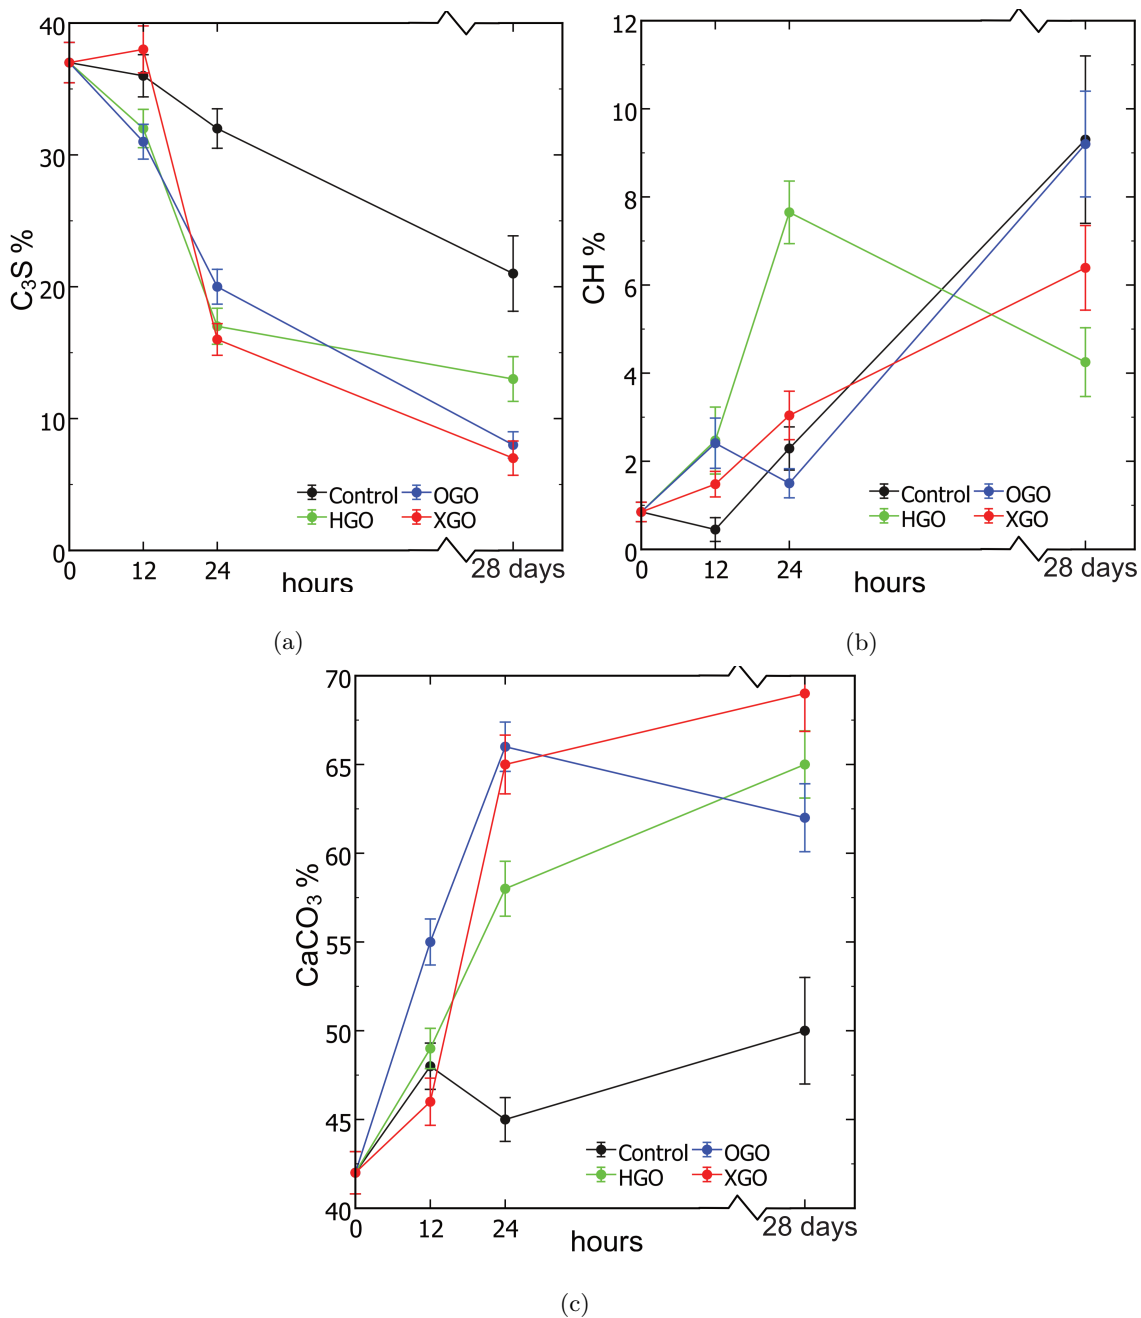 40
30
20
10
0
C₃S %
0 12 24 28 days
hours
Control OGO
HGO XGO
(a)
12
10
8
6
4
2
0
CH %
0 12 24 28 days
hours
Control OGO
HGO XGO
(b)
70
65
60
55
50
45
40
CaCO₃ %
0 12 24 28 days
hours
Control OGO
HGO XGO
(c)